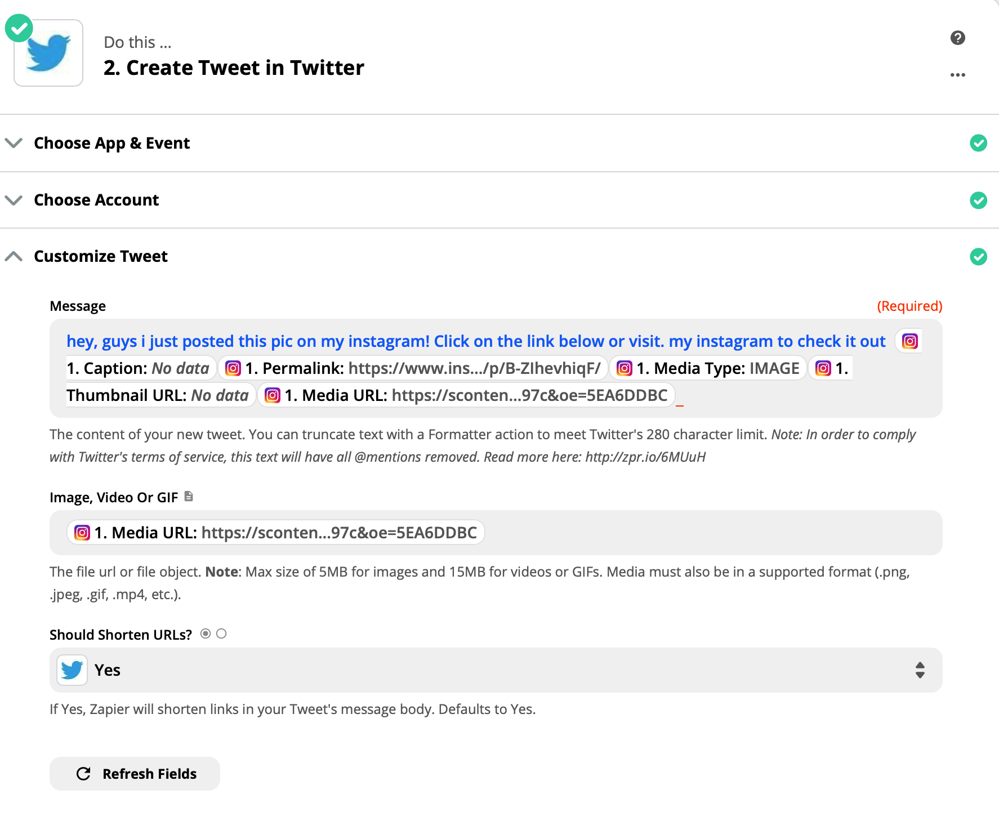 Do this ...
2. Create Tweet in Twitter
Choose App & Event
Choose Account
Customize Tweet
Message
(Required)
hey, guys i just posted this pic on my instagram! Click on the link below or visit. my instagram to check it out
1. Caption: No data 1. Permalink: https://www.ins.../p/B-ZIhevhiqF/ 1. Media Type: IMAGE 1.
Thumbnail URL: No data 1. Media URL: https://sconten...97c&oe=5EA6DDBC _
The content of your new tweet. You can truncate text with a Formatter action to meet Twitter's 280 character limit. Note: In order to comply
with Twitter's terms of service, this text will have all @mentions removed. Read more here: http://zpr.io/6MUuH
Image, Video Or GIF
1. Media URL: https://sconten...97c&oe=5EA6DDBC
The file url or file object. Note: Max size of 5MB for images and 15MB for videos or GIFs. Media must also be in a supported format (.png,
.jpeg, .gif, .mp4, etc.).
Should Shorten URLs?
Yes
If Yes, Zapier will shorten links in your Tweet's message body. Defaults to Yes.
Refresh Fields